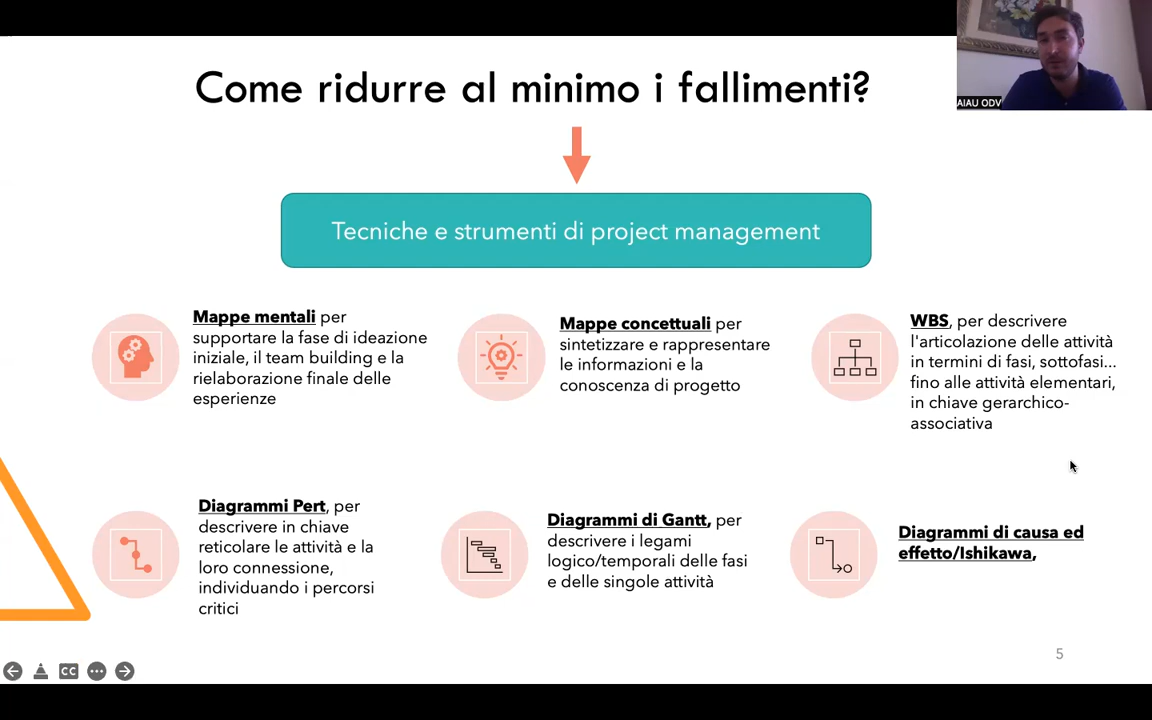 Come ridurre al minimo i fallimenti?
AIAU ODV
Tecniche e strumenti di project management
Mappe mentali per
supportare la fase di ideazione
iniziale, il team building e la
rielaborazione finale delle
esperienze
Mappe concettuali per
sintetizzare e rappresentare
le informazioni e la
conoscenza di progetto
WBS, per descrivere
l'articolazione delle attività
in termini di fasi, sottofasi...
fino alle attività elementari,
in chiave gerarchico-
associativa
Diagrammi Pert, per
descrivere in chiave
reticolare le attività e la
loro connessione,
individuando i percorsi
critici
Diagrammi di Gantt, per
descrivere i legami
logico/temporali delle fasi
e delle singole attività
Diagrammi di causa ed
effetto/Ishikawa,
5
CC